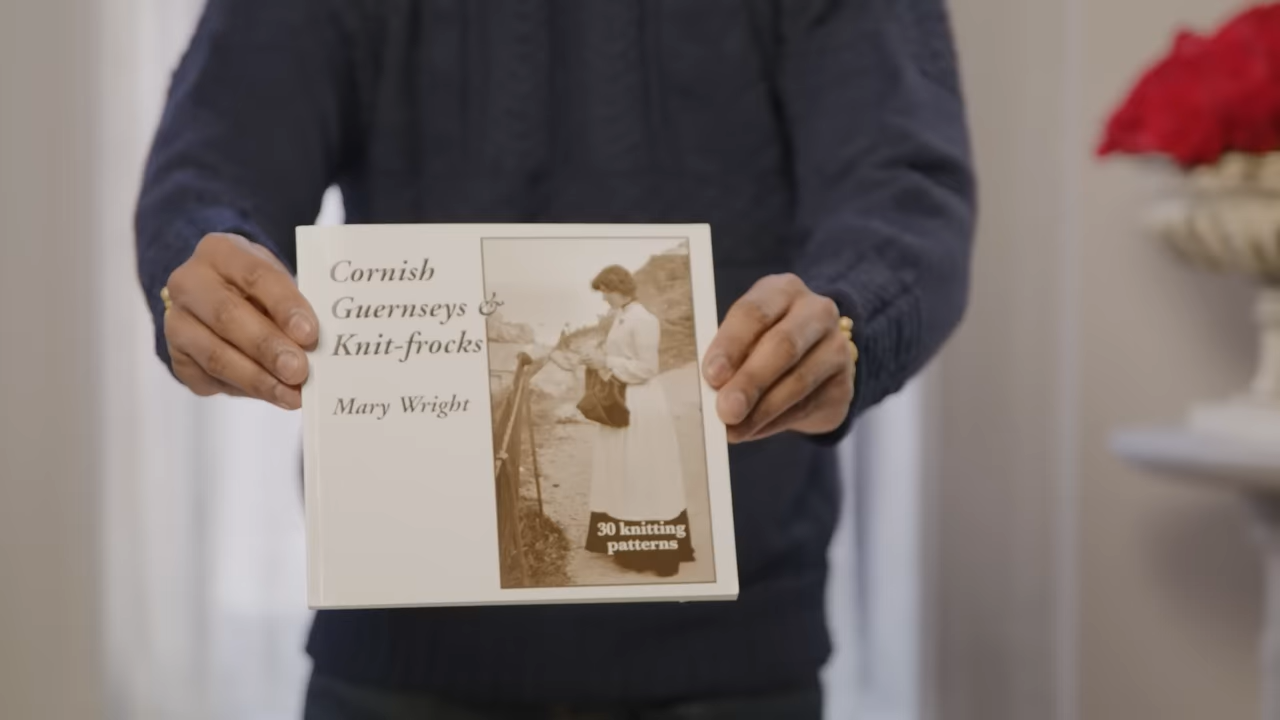 Cornish
Guernseys &
Knit-frocks
Mary Wright
30 knitting
patterns